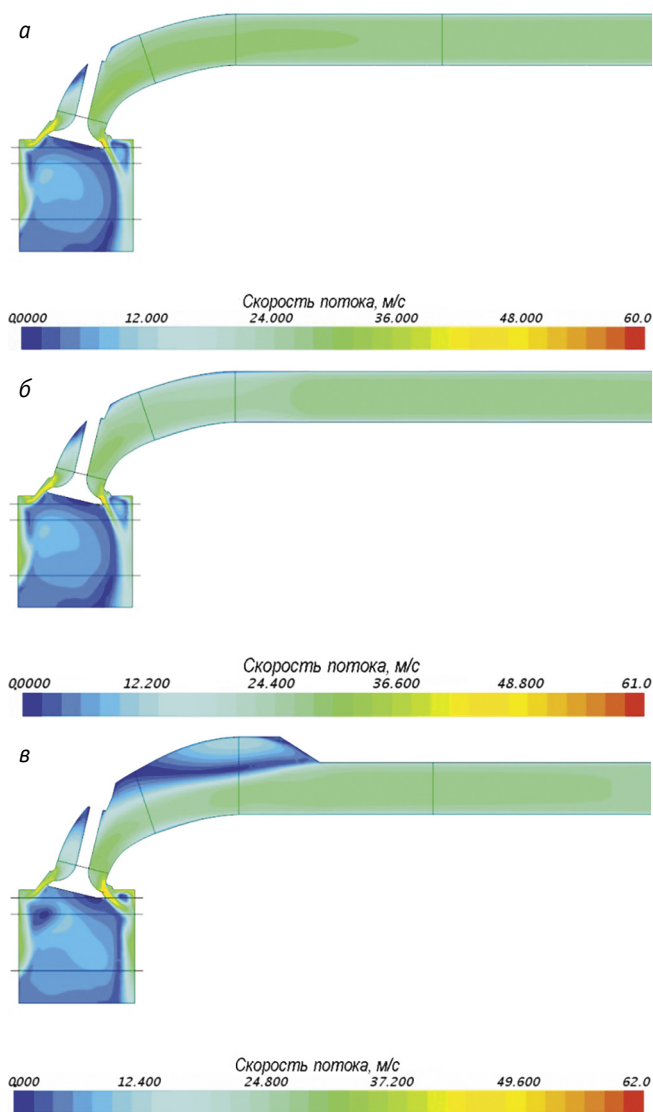 а
Скорость потока, м/с
0,0000 12.000 24.000 36.000 48.000 60.0
б
Скорость потока, м/с
0,0000 12.200 24.400 36.600 48.800 61.0
в
Скорость потока, м/с
0,000 12.400 24.800 37.200 49.600 62.0